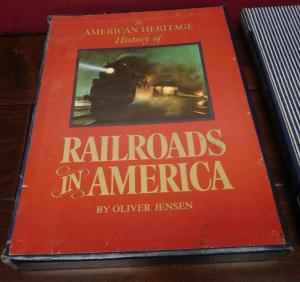 The
AMERICAN HERITAGE
History of
RAILROADS
IN AMERICA
BY OLIVER JENSEN